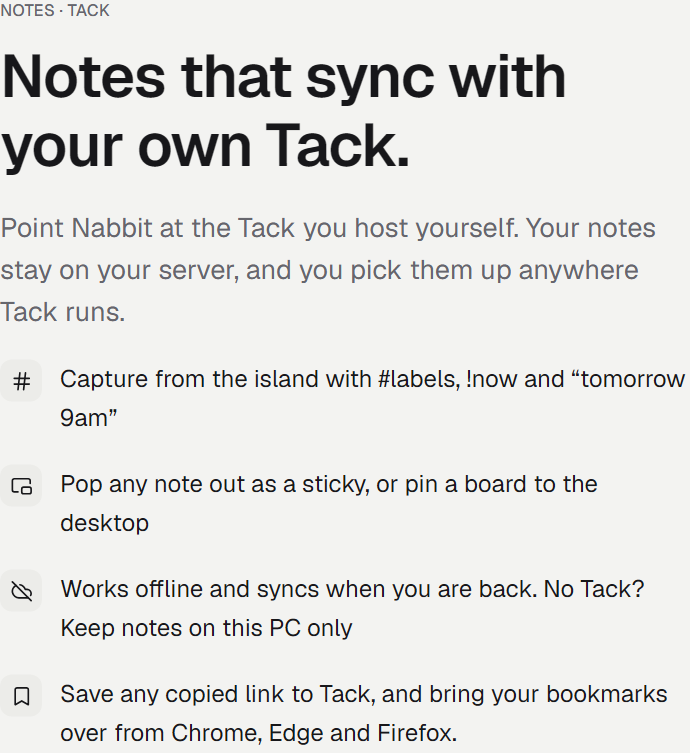 NOTES · TACK
Notes that sync with
your own Tack.
Point Nabbit at the Tack you host yourself. Your notes
stay on your server, and you pick them up anywhere
Tack runs.
Capture from the island with #labels, !now and “tomorrow
9am”
Pop any note out as a sticky, or pin a board to the
desktop
Works offline and syncs when you are back. No Tack?
Keep notes on this PC only
Save any copied link to Tack, and bring your bookmarks
over from Chrome, Edge and Firefox.